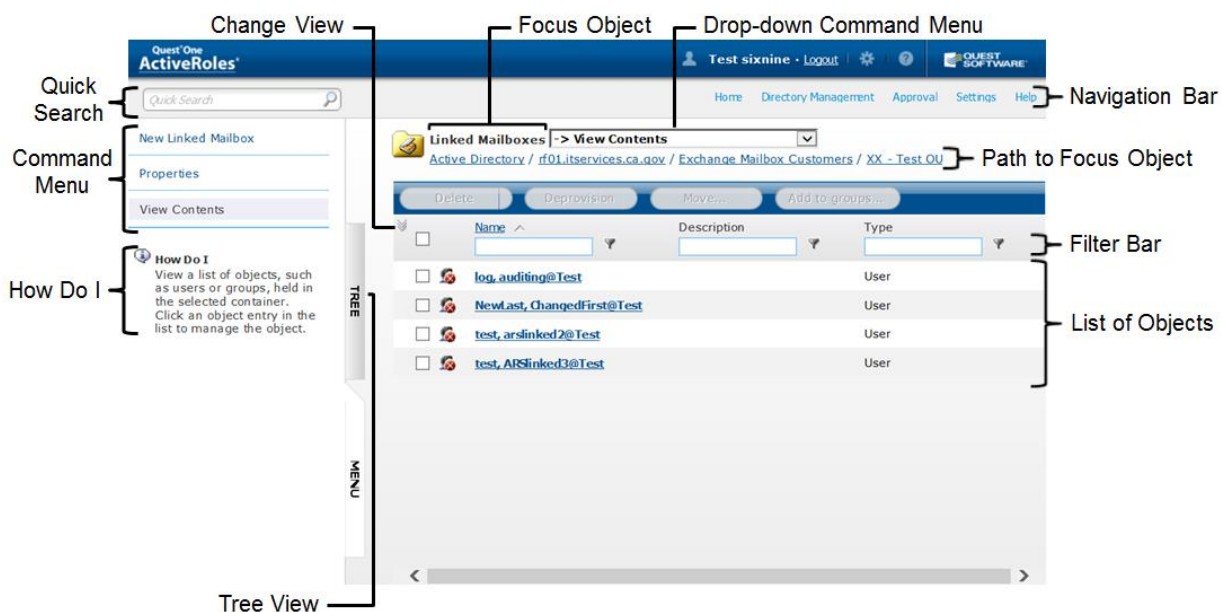 Change View
Focus Object
Drop-down Command Menu
Quest® One
ActiveRoles®
Test sixnine • Logout
QUEST
SOFTWARE
Quick
Search
Quick Search
Home Directory Management Approval Settings Help
Navigation Bar
Command
Menu
New Linked Mailbox
Properties
View Contents
Linked Mailboxes -> View Contents
Active Directory / rf01.itservices.ca.gov / Exchange Mailbox Customers / XX - Test OU
Path to Focus Object
Delete Deprovision Move... Add to groups...
Name Description Type
Filter Bar
How Do I
How Do I
View a list of objects, such
as users or groups, held in
the selected container.
Click an object entry in the
list to manage the object.
TREE
MENU
log, auditing@Test User
NewLast, ChangedFirst@Test User
test, arslinked2@Test User
test, ARSlinked3@Test User
List of Objects
Tree View